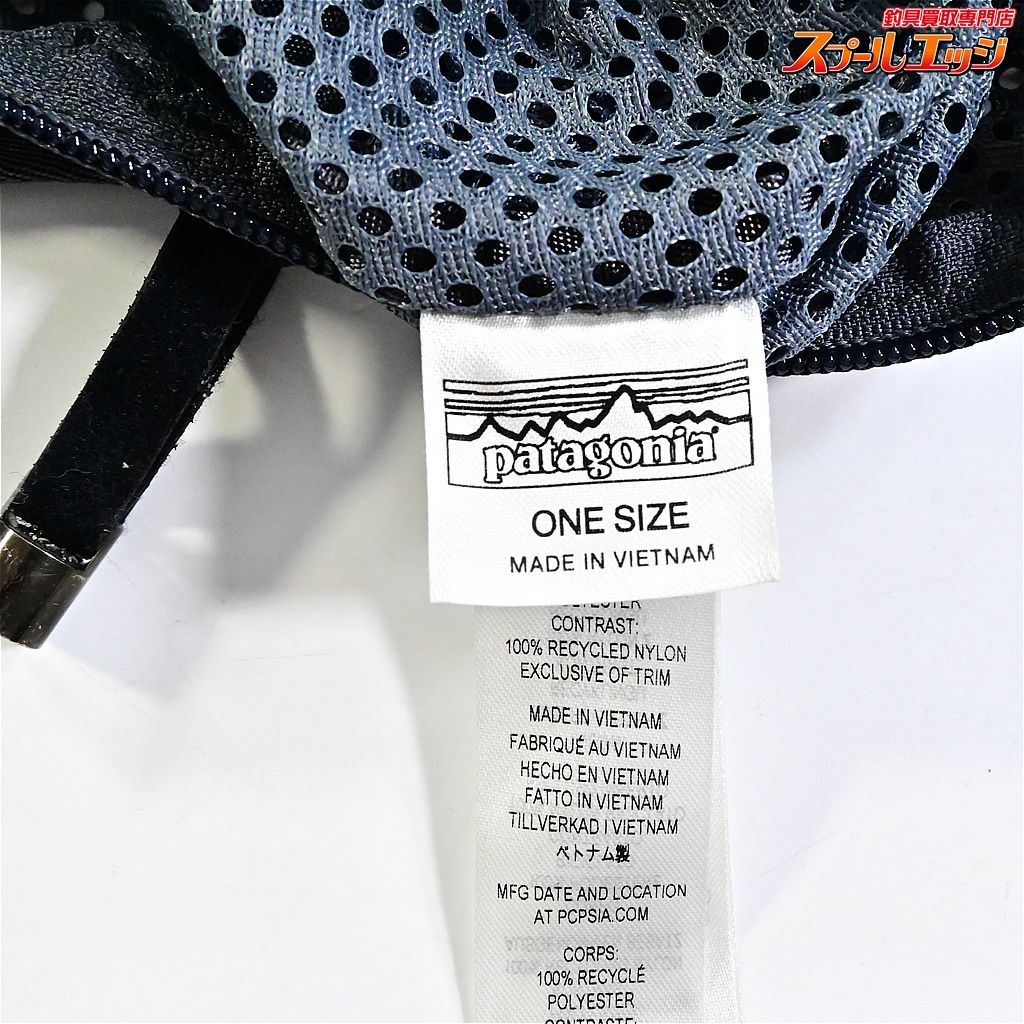 釣具買取専門店
スプールエッジ
patagonia
ONE SIZE
MADE IN VIETNAM
POLYESTER
CONTRAST:
100% RECYCLED NYLON
EXCLUSIVE OF TRIM
MADE IN VIETNAM
FABRIQUÉ AU VIETNAM
HECHO EN VIETNAM
FATTO IN VIETNAM
TILLVERKAD I VIETNAM
ベトナム製
MFG DATE AND LOCATION
AT PCPSIA.COM
CORPS:
100% RECYCLÉ
POLYESTER
CONTRASTE: